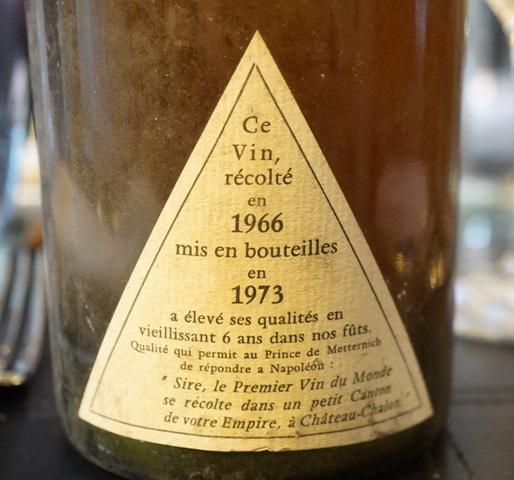 Ce
Vin,
récolté
en
1966
mis en bouteilles
en
1973
a élevé ses qualités en
vieillissant 6 ans dans nos fûts.
Qualité qui permit au Prince de Metternich
de répondre a Napoléon :
" Sire, le Premier Vin du Monde
se récolte dans un petit Canton
de votre Empire, à Château-Chalon. "